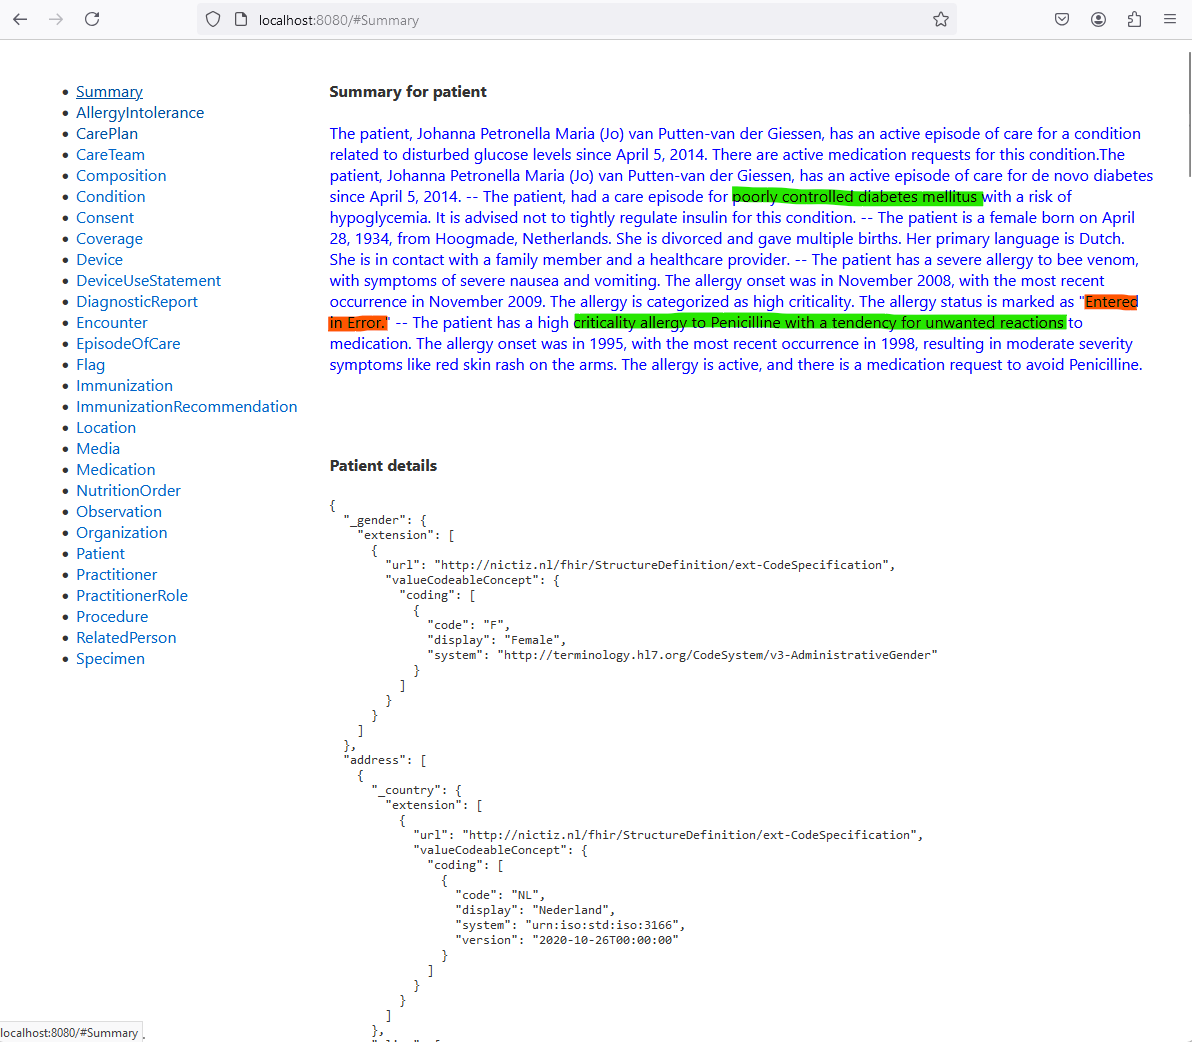 localhost:8080/#Summary
Summary
AllergyIntolerance
CarePlan
CareTeam
Composition
Condition
Consent
Coverage
Device
DeviceUseStatement
DiagnosticReport
Encounter
EpisodeOfCare
Flag
Immunization
ImmunizationRecommendation
Location
Media
Medication
NutritionOrder
Observation
Organization
Patient
Practitioner
PractitionerRole
Procedure
RelatedPerson
Specimen
Summary for patient
The patient, Johanna Petronella Maria (Jo) van Putten-van der Giessen, has an active episode of care for a condition
related to disturbed glucose levels since April 5, 2014. There are active medication requests for this condition.The
patient, Johanna Petronella Maria (Jo) van Putten-van der Giessen, has an active episode of care for de novo diabetes
since April 5, 2014. -- The patient, had a care episode for poorly controlled diabetes mellitus with a risk of
hypoglycemia. It is advised not to tightly regulate insulin for this condition. -- The patient is a female born on April
28, 1934, from Hoogmade, Netherlands. She is divorced and gave multiple births. Her primary language is Dutch.
She is in contact with a family member and a healthcare provider. -- The patient has a severe allergy to bee venom,
with symptoms of severe nausea and vomiting. The allergy onset was in November 2008, with the most recent
occurrence in November 2009. The allergy is categorized as high criticality. The allergy status is marked as "Entered
in Error." -- The patient has a high criticality allergy to Penicilline with a tendency for unwanted reactions to
medication. The allergy onset was in 1995, with the most recent occurrence in 1998, resulting in moderate severity
symptoms like red skin rash on the arms. The allergy is active, and there is a medication request to avoid Penicilline.
Patient details
{
"_gender": {
"extension": [
{
"url": "http://nictiz.nl/fhir/StructureDefinition/ext-CodeSpecification",
"valueCodeableConcept": {
"coding": [
{
"code": "F",
"display": "Female",
"system": "http://terminology.hl7.org/CodeSystem/v3-AdministrativeGender"
}
]
}
}
]
},
"address": [
{
"_country": {
"extension": [
{
"url": "http://nictiz.nl/fhir/StructureDefinition/ext-CodeSpecification",
"valueCodeableConcept": {
"coding": [
{
"code": "NL",
"display": "Nederland",
"system": "urn:iso:std:iso:3166",
"version": "2020-10-26T00:00:00"
}
]
}
}
]
},
localhost:8080/#Summary